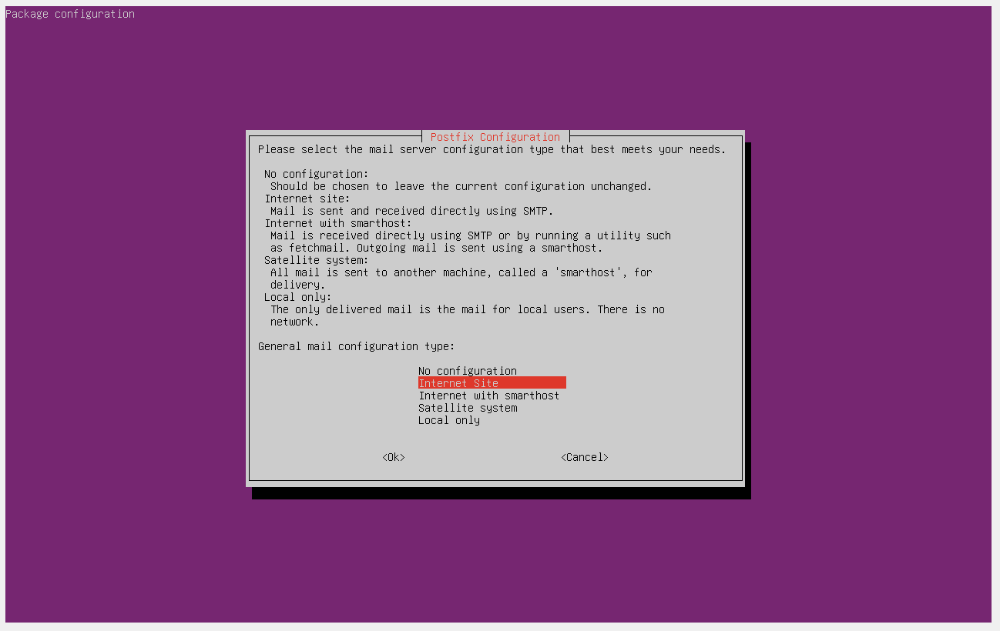 Package configuration
Postfix Configuration
Please select the mail server configuration type that best meets your needs.
No configuration:
Should be chosen to leave the current configuration unchanged.
Internet site:
Mail is sent and received directly using SMTP.
Internet with smarthost:
Mail is received directly using SMTP or by running a utility such
as fetchmail. Outgoing mail is sent using a smarthost.
Satellite system:
All mail is sent to another machine, called a 'smarthost', for
delivery.
Local only:
The only delivered mail is the mail for local users. There is no
network.
General mail configuration type:
No configuration
Internet Site
Internet with smarthost
Satellite system
Local only
<Ok> <Cancel>